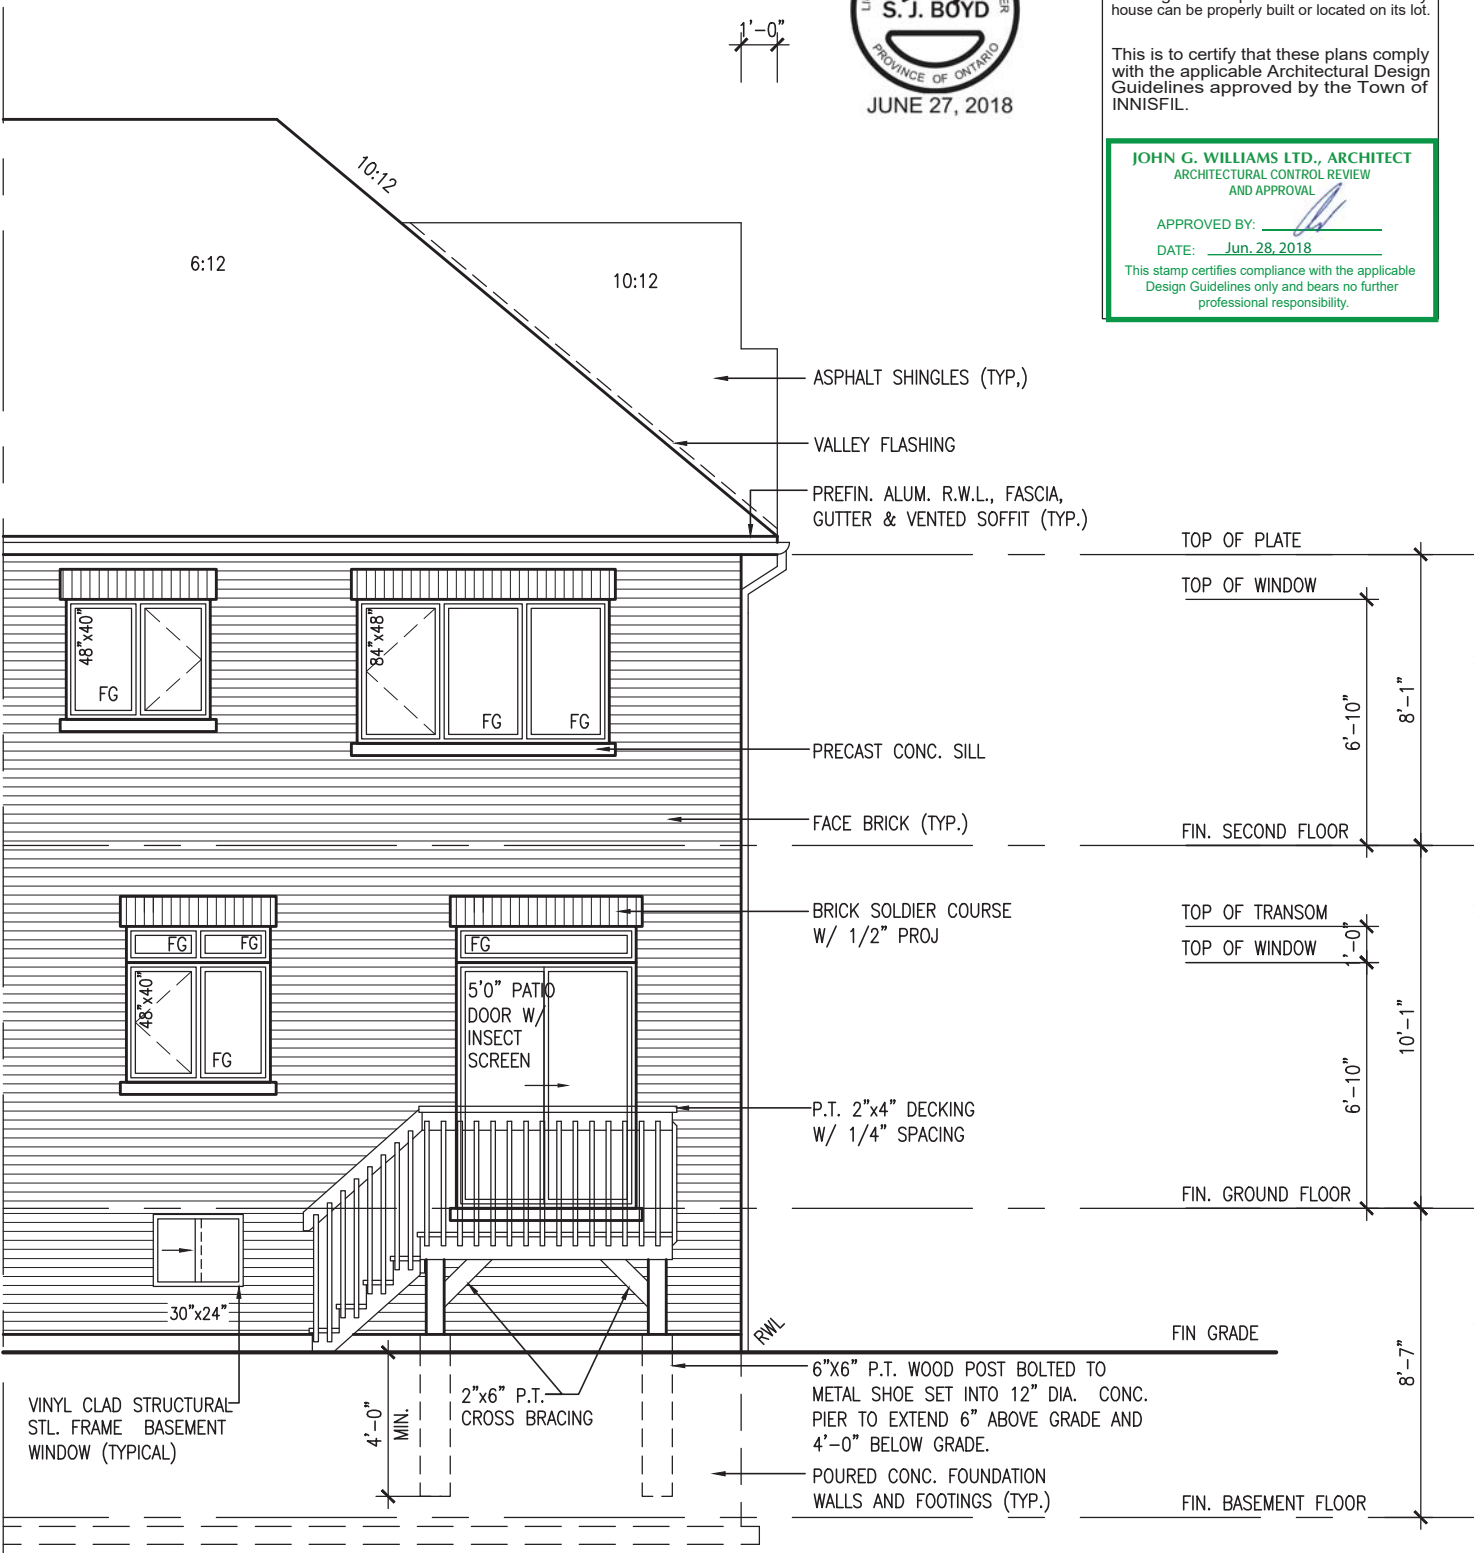 1'-0"
S. J. BOYD
PROVINCE OF ONTARIO
JUNE 27, 2018
house can be properly built or located on its lot.
This is to certify that these plans comply
with the applicable Architectural Design
Guidelines approved by the Town of
INNISFIL.
JOHN G. WILLIAMS LTD., ARCHITECT
ARCHITECTURAL CONTROL REVIEW
AND APPROVAL
APPROVED BY:
DATE: Jun. 28, 2018
This stamp certifies compliance with the applicable
Design Guidelines only and bears no further
professional responsibility.
10:12
6:12
10:12
ASPHALT SHINGLES (TYP,)
VALLEY FLASHING
PREFIN. ALUM. R.W.L., FASCIA,
GUTTER & VENTED SOFFIT (TYP.)
TOP OF PLATE
TOP OF WINDOW
48"x40"
FG
84"x48"
FG
FG
6'-10"
8'-1"
PRECAST CONC. SILL
FACE BRICK (TYP.)
FIN. SECOND FLOOR
BRICK SOLDIER COURSE
W/ 1/2" PROJ
TOP OF TRANSOM
TOP OF WINDOW
1'-0"
FG
FG
FG
48"x40"
FG
5'0" PATIO
DOOR W/
INSECT
SCREEN
10'-1"
6'-10"
P.T. 2"x4" DECKING
W/ 1/4" SPACING
FIN. GROUND FLOOR
30"x24"
RWL
FIN GRADE
8'-7"
VINYL CLAD STRUCTURAL
STL. FRAME BASEMENT
WINDOW (TYPICAL)
4'-0"
MIN.
2"x6" P.T.
CROSS BRACING
6"X6" P.T. WOOD POST BOLTED TO
METAL SHOE SET INTO 12" DIA. CONC.
PIER TO EXTEND 6" ABOVE GRADE AND
4'-0" BELOW GRADE.
POURED CONC. FOUNDATION
WALLS AND FOOTINGS (TYP.)
FIN. BASEMENT FLOOR